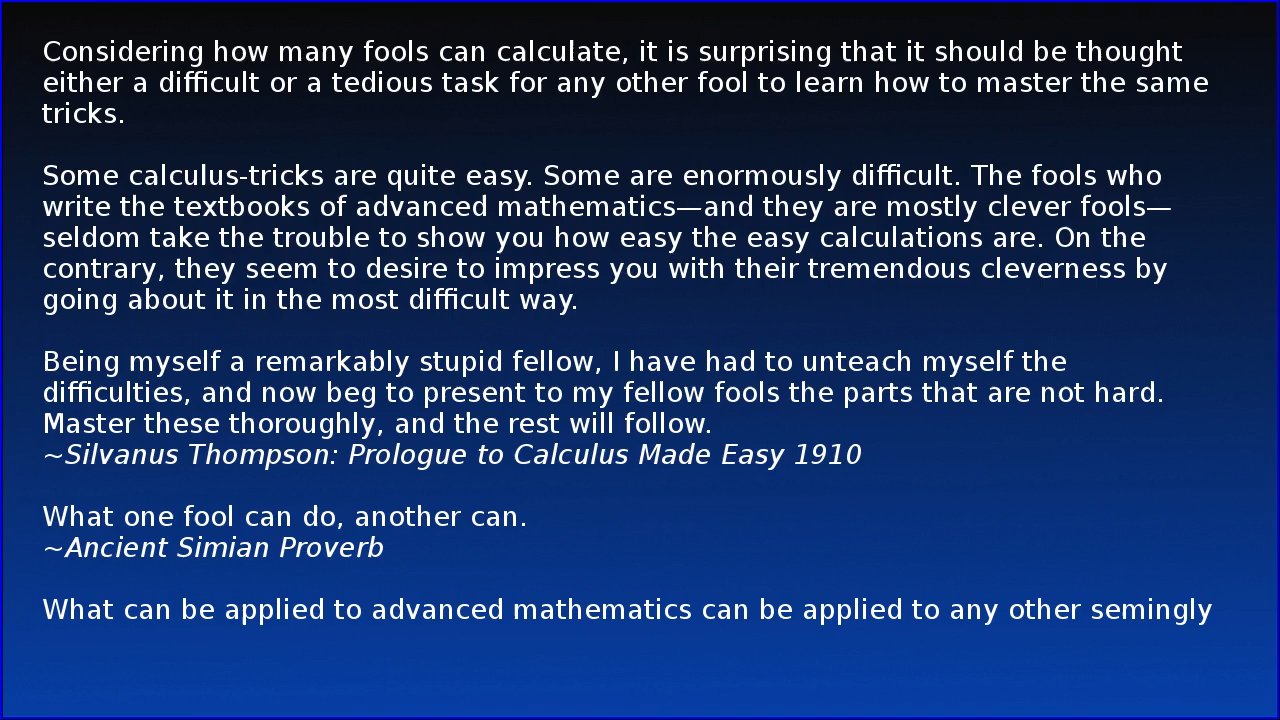 Considering how many fools can calculate, it is surprising that it should be thought
either a difficult or a tedious task for any other fool to learn how to master the same
tricks.
Some calculus-tricks are quite easy. Some are enormously difficult. The fools who
write the textbooks of advanced mathematics—and they are mostly clever fools—
seldom take the trouble to show you how easy the easy calculations are. On the
contrary, they seem to desire to impress you with their tremendous cleverness by
going about it in the most difficult way.
Being myself a remarkably stupid fellow, I have had to unteach myself the
difficulties, and now beg to present to my fellow fools the parts that are not hard.
Master these thoroughly, and the rest will follow.
~Silvanus Thompson: Prologue to Calculus Made Easy 1910
What one fool can do, another can.
~Ancient Simian Proverb
What can be applied to advanced mathematics can be applied to any other semingly